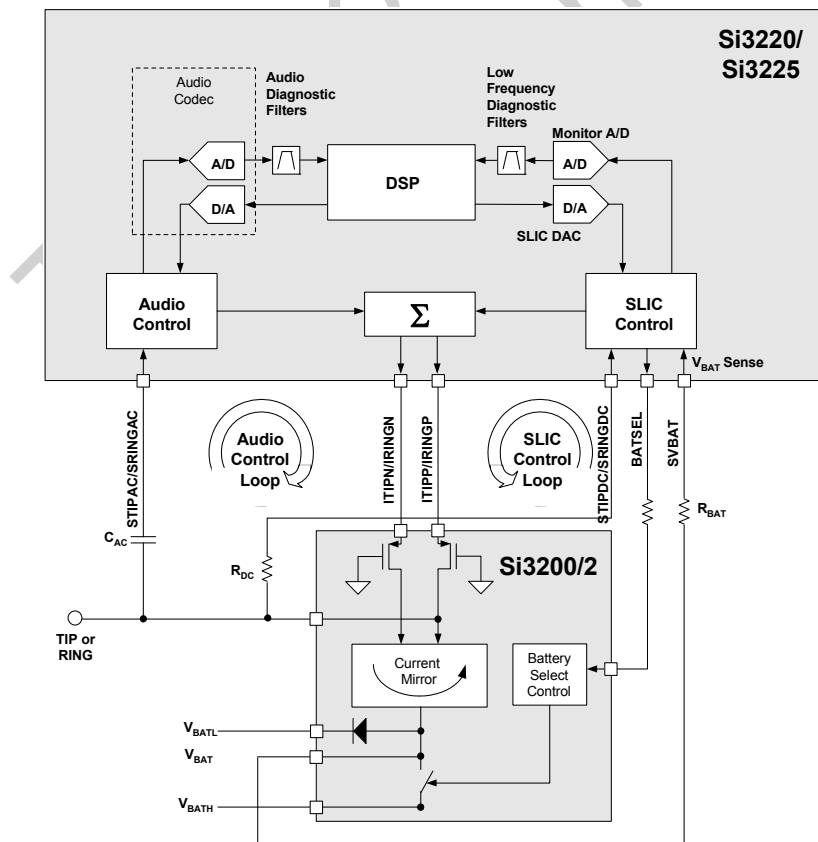 Si3220/
Si3225
Audio
Codec
Audio
Diagnostic
Filters
Low
Frequency
Diagnostic
Filters
Monitor A/D
A/D
DSP
A/D
D/A
D/A
SLIC DAC
Audio
Control
Σ
SLIC
Control
VBAT Sense
STIPAC/SRINGAC
Audio
Control
Loop
ITIPN/IRINGN
ITIPP/IRINGP
SLIC
Control
Loop
STIPDC/SRINGDC
BATSEL
SVBAT
RBAT
CAC
RDC
Si3200/2
TIP or
RING
Current
Mirror
Battery
Select
Control
VBATL
VBAT
VBATH